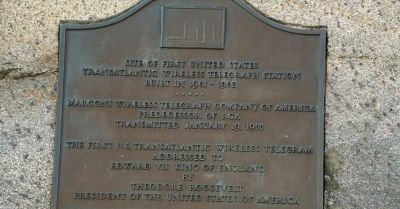 SITE OF FIRST UNITED STATES
TRANSATLANTIC WIRELESS TELEGRAPH STATION
BUILT IN 1901-1902
MARCONI WIRELESS TELEGRAPH COMPANY OF AMERICA
PREDECESSOR OF RCA
TRANSMITTED JANUARY 19, 1903
THE FIRST U.S. TRANSATLANTIC WIRELESS TELEGRAM
ADDRESSED TO
EDWARD VII KING OF ENGLAND
BY
THEODORE ROOSEVELT
PRESIDENT OF THE UNITED STATES OF AMERICA